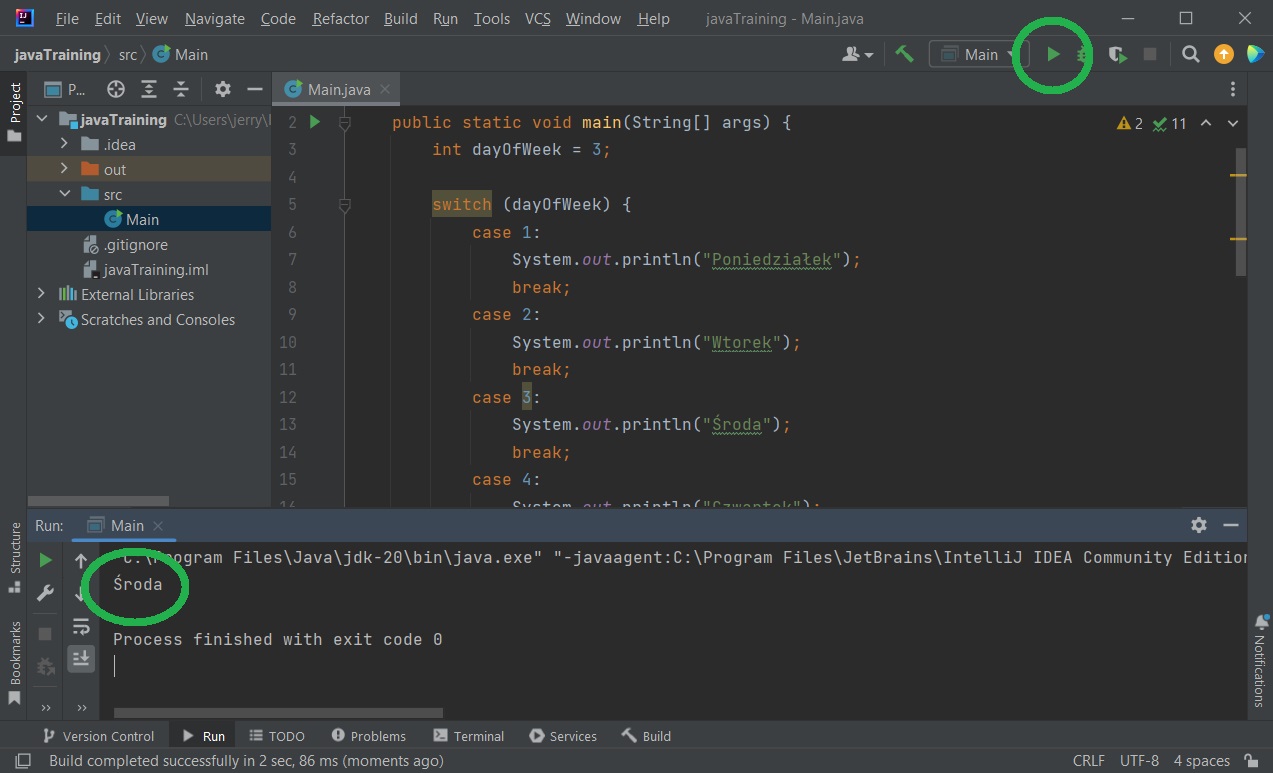 File Edit View Navigate Code Refactor Build Run Tools VCS Window Help javaTraining - Main.java
javaTraining src Main Main
Project
P...
Main.java
javaTraining C:\Users\jerry\
.idea
out
src
Main
.gitignore
javaTraining.iml
External Libraries
Scratches and Consoles
2 public static void main(String[] args) { 2 11
3 int dayOfWeek = 3;
4
5 switch (dayOfWeek) {
6 case 1:
7 System.out.println("Poniedziałek");
8 break;
9 case 2:
10 System.out.println("Wtorek");
11 break;
12 case 3:
13 System.out.println("Środa");
14 break;
15 case 4:
16 System.out.println("Czwartek");
Run: Main
Structure
Bookmarks
"C:\Program Files\Java\jdk-20\bin\java.exe" "-javaagent:C:\Program Files\JetBrains\IntelliJ IDEA Community Edition
Środa
Process finished with exit code 0
Notifications
Version Control Run TODO Problems Terminal Services Build
Build completed successfully in 2 sec, 86 ms (moments ago) CRLF UTF-8 4 spaces